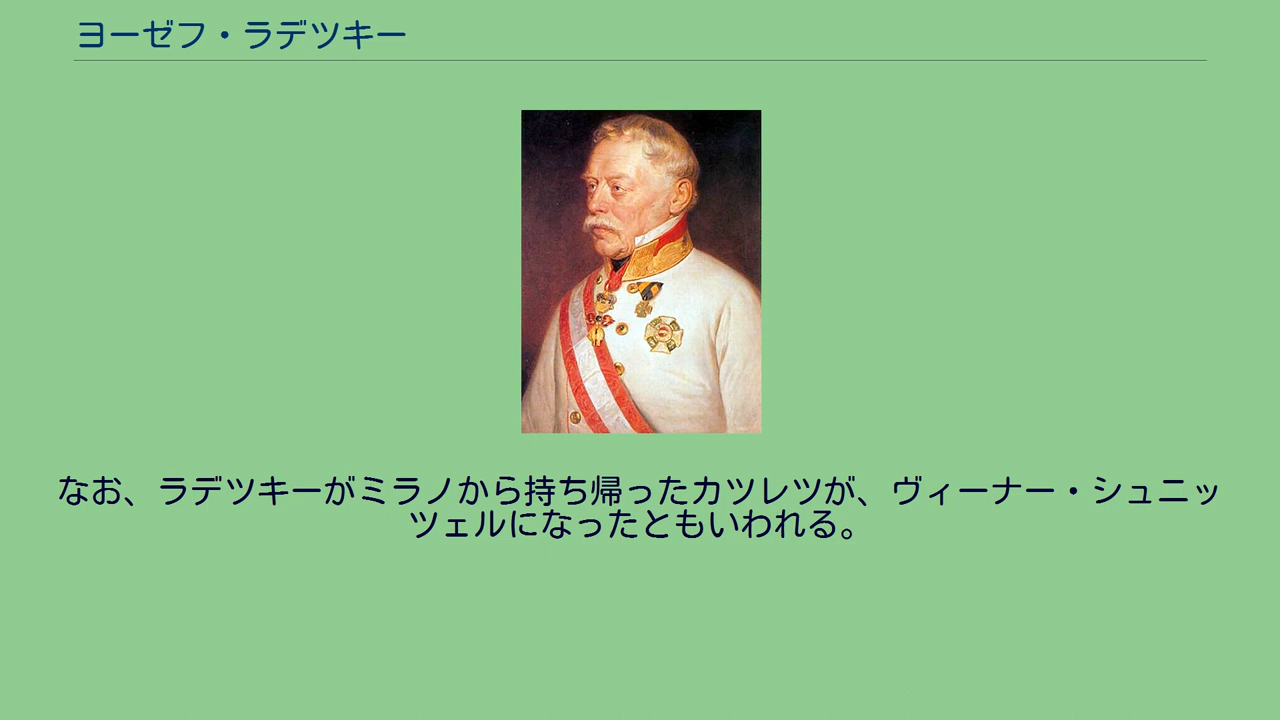 ヨーゼフ・ラデツキー
なお、ラデツキーがミラノから持ち帰ったカツレツが、ヴィーナー・シュニッ
ツェルになったともいわれる。